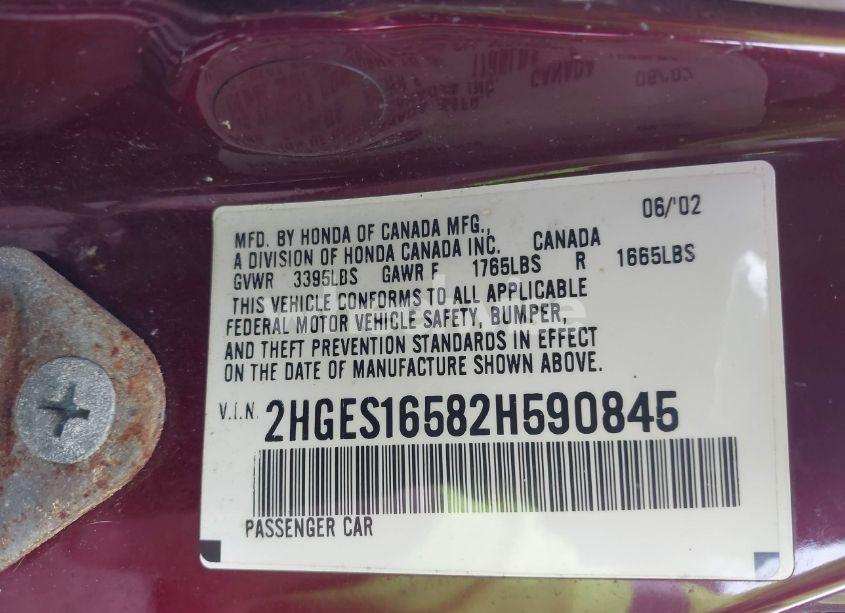 06/'02
MFD. BY HONDA OF CANADA MFG.,
A DIVISION OF HONDA CANADA INC. CANADA
GVWR 3395LBS GAWR F 1765LBS R 1665LBS
THIS VEHICLE CONFORMS TO ALL APPLICABLE
FEDERAL MOTOR VEHICLE SAFETY, BUMPER,
AND THEFT PREVENTION STANDARDS IN EFFECT
ON THE DATE OF MANUFACTURE SHOWN ABOVE.
V.I.N. 2HGES16582H590845
PASSENGER CAR